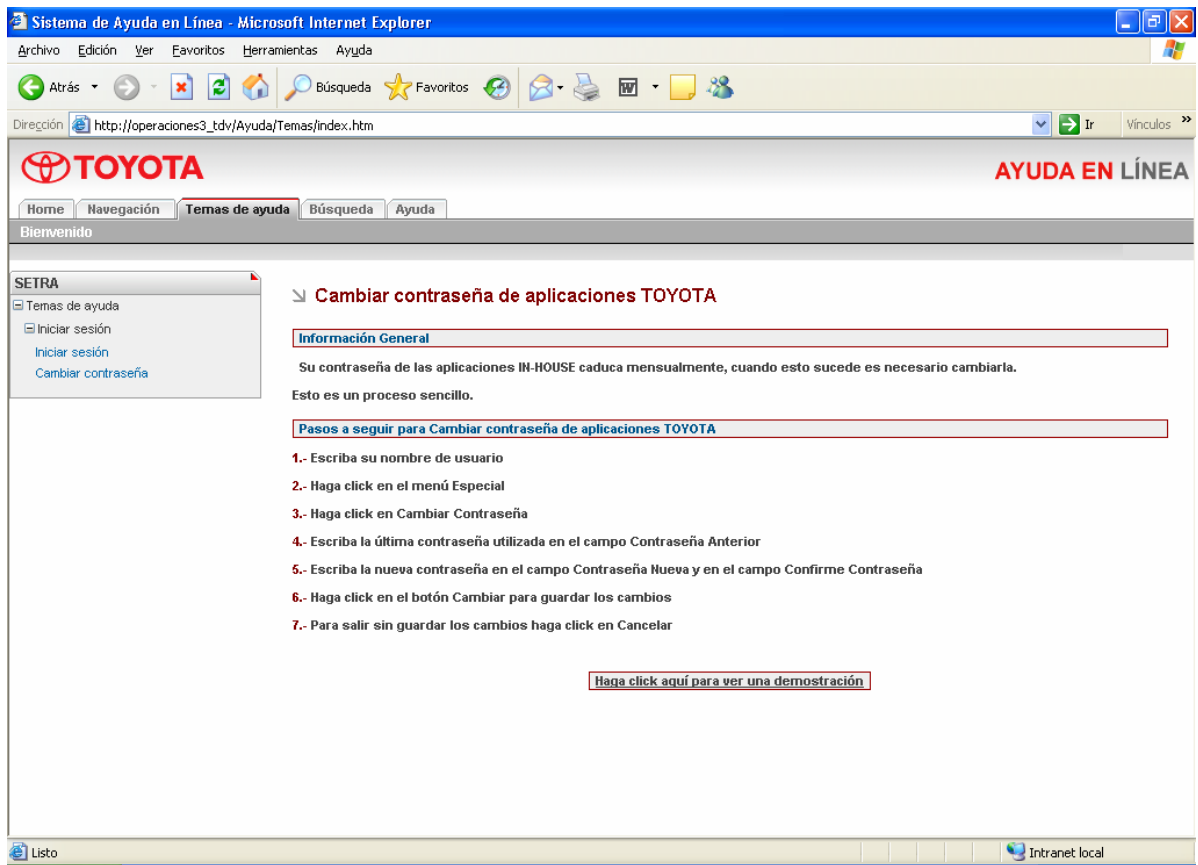 Sistema de Ayuda en Línea - Microsoft Internet Explorer
Archivo Edición Ver Favoritos Herramientas Ayuda
Atrás Búsqueda Favoritos
Dirección http://operaciones3_tdv/Ayuda/Temas/index.htm Ir Vínculos »
TOYOTA AYUDA EN LÍNEA
Home Navegación Temas de ayuda Búsqueda Ayuda
Bienvenido
SETRA
Temas de ayuda
Iniciar sesión
Iniciar sesión
Cambiar contraseña
Cambiar contraseña de aplicaciones TOYOTA
Información General
Su contraseña de las aplicaciones IN-HOUSE caduca mensualmente, cuando esto sucede es necesario cambiarla.
Esto es un proceso sencillo.
Pasos a seguir para Cambiar contraseña de aplicaciones TOYOTA
1.- Escriba su nombre de usuario
2.- Haga click en el menú Especial
3.- Haga click en Cambiar Contraseña
4.- Escriba la última contraseña utilizada en el campo Contraseña Anterior
5.- Escriba la nueva contraseña en el campo Contraseña Nueva y en el campo Confirme Contraseña
6.- Haga click en el botón Cambiar para guardar los cambios
7.- Para salir sin guardar los cambios haga click en Cancelar
Haga click aquí para ver una demostración
Listo Intranet local